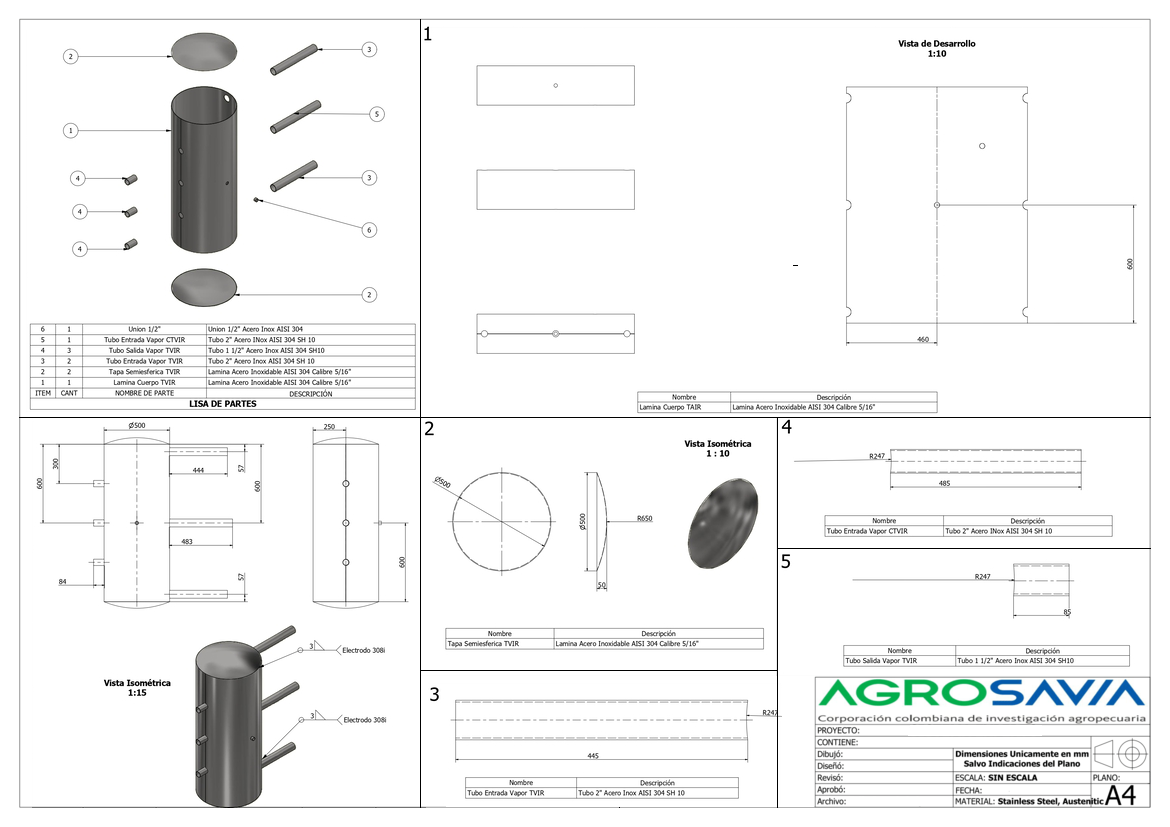 2
3
5
1
3
4
4
6
4
2
6 1 Union 1/2" Union 1/2" Acero Inox AISI 304
5 1 Tubo Entrada Vapor CTVIR Tubo 2" Acero INox AISI 304 SH 10
4 3 Tubo Salida Vapor TVIR Tubo 1 1/2" Acero Inox AISI 304 SH10
3 2 Tubo Entrada Vapor TVIR Tubo 2" Acero Inox AISI 304 SH 10
2 2 Tapa Semiesferica TVIR Lamina Acero Inoxidable AISI 304 Calibre 5/16"
1 1 Lamina Cuerpo TVIR Lamina Acero Inoxidable AISI 304 Calibre 5/16"
ITEM CANT NOMBRE DE PARTE DESCRIPCIÓN
LISA DE PARTES
1
Vista de Desarrollo
1:10
600
460
Nombre Descripción
Lamina Cuerpo TAIR Lamina Acero Inoxidable AISI 304 Calibre 5/16"
Ø500
250
300
600
444
57
600
483
84
57
600
Vista Isométrica
1:15
3
Electrodo 308i
3
Electrodo 308i
2
Vista Isométrica
1 : 10
Ø500
Ø500
R650
50
Nombre Descripción
Tapa Semiesferica TVIR Lamina Acero Inoxidable AISI 304 Calibre 5/16"
3
R247
445
Nombre Descripción
Tubo Entrada Vapor TVIR Tubo 2" Acero Inox AISI 304 SH 10
4
R247
485
Nombre Descripción
Tubo Entrada Vapor CTVIR Tubo 2" Acero INox AISI 304 SH 10
5
R247
85
Nombre Descripción
Tubo Salida Vapor TVIR Tubo 1 1/2" Acero Inox AISI 304 SH10
AGROSAVIA
Corporación colombiana de investigación agropecuaria
PROYECTO:
CONTIENE:
Dibujó:
Diseñó:
Dimensiones Unicamente en mm
Salvo Indicaciones del Plano
Revisó: ESCALA: SIN ESCALA PLANO:
Aprobó: FECHA:
Archivo: MATERIAL: Stainless Steel, Austenitic A4